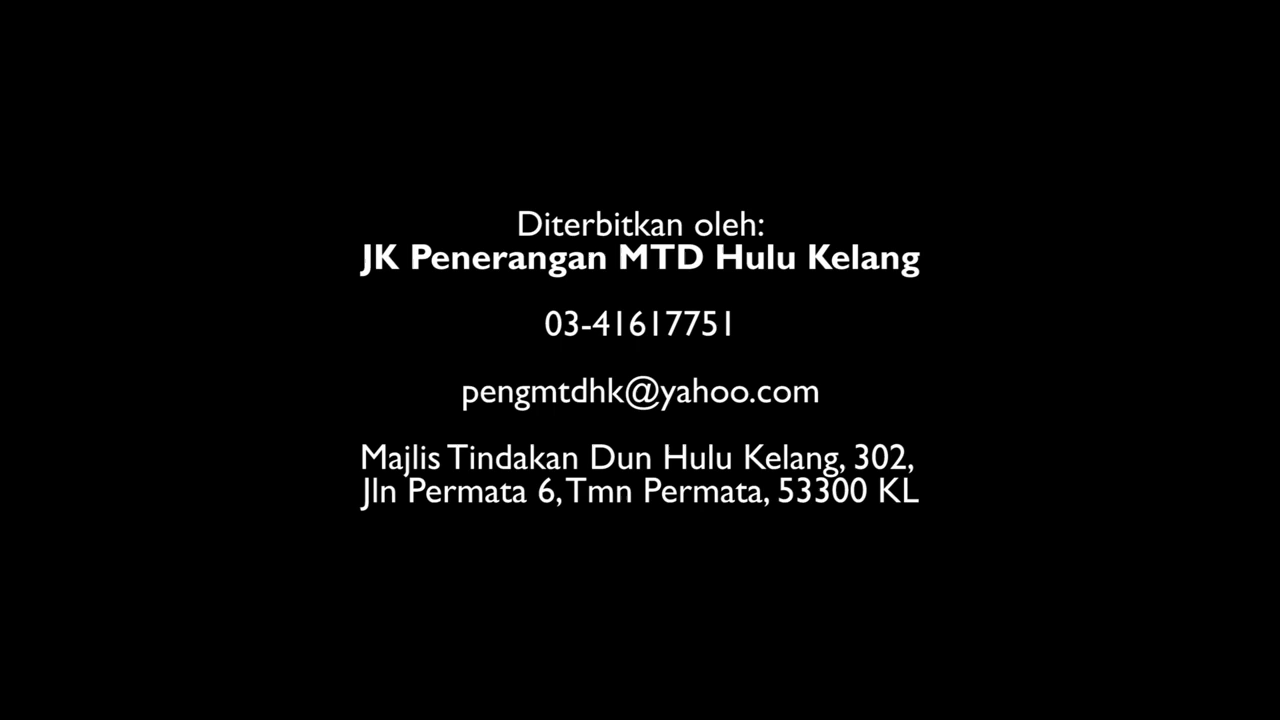 Diterbitkan oleh:
JK Penerangan MTD Hulu Kelang
03-41617751
pengmtdhk@yahoo.com
Majlis Tindakan Dun Hulu Kelang, 302,
Jln Permata 6, Tmn Permata, 53300 KL